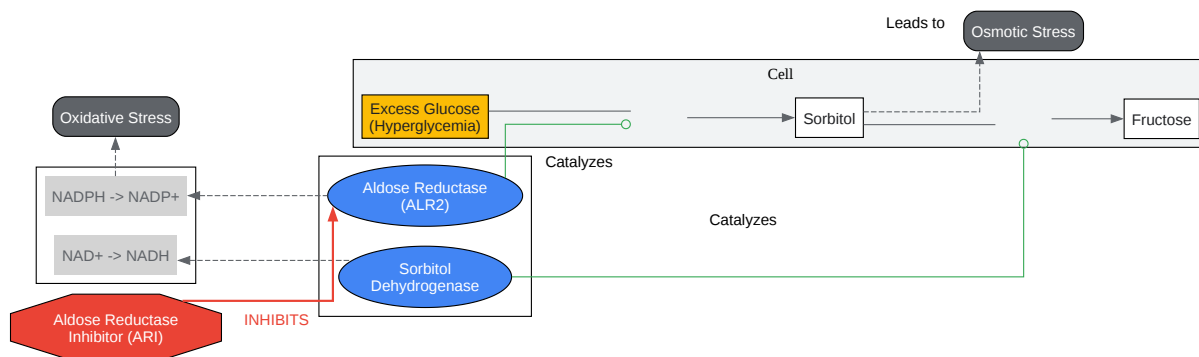 Leads to
Osmotic Stress
Cell
Excess Glucose
(Hyperglycemia)
Sorbitol
Fructose
Oxidative Stress
Catalyzes
NADPH -> NADP+
Aldose Reductase
(ALR2)
Catalyzes
NAD+ -> NADH
Sorbitol
Dehydrogenase
Aldose Reductase
Inhibitor (ARI)
INHIBITS